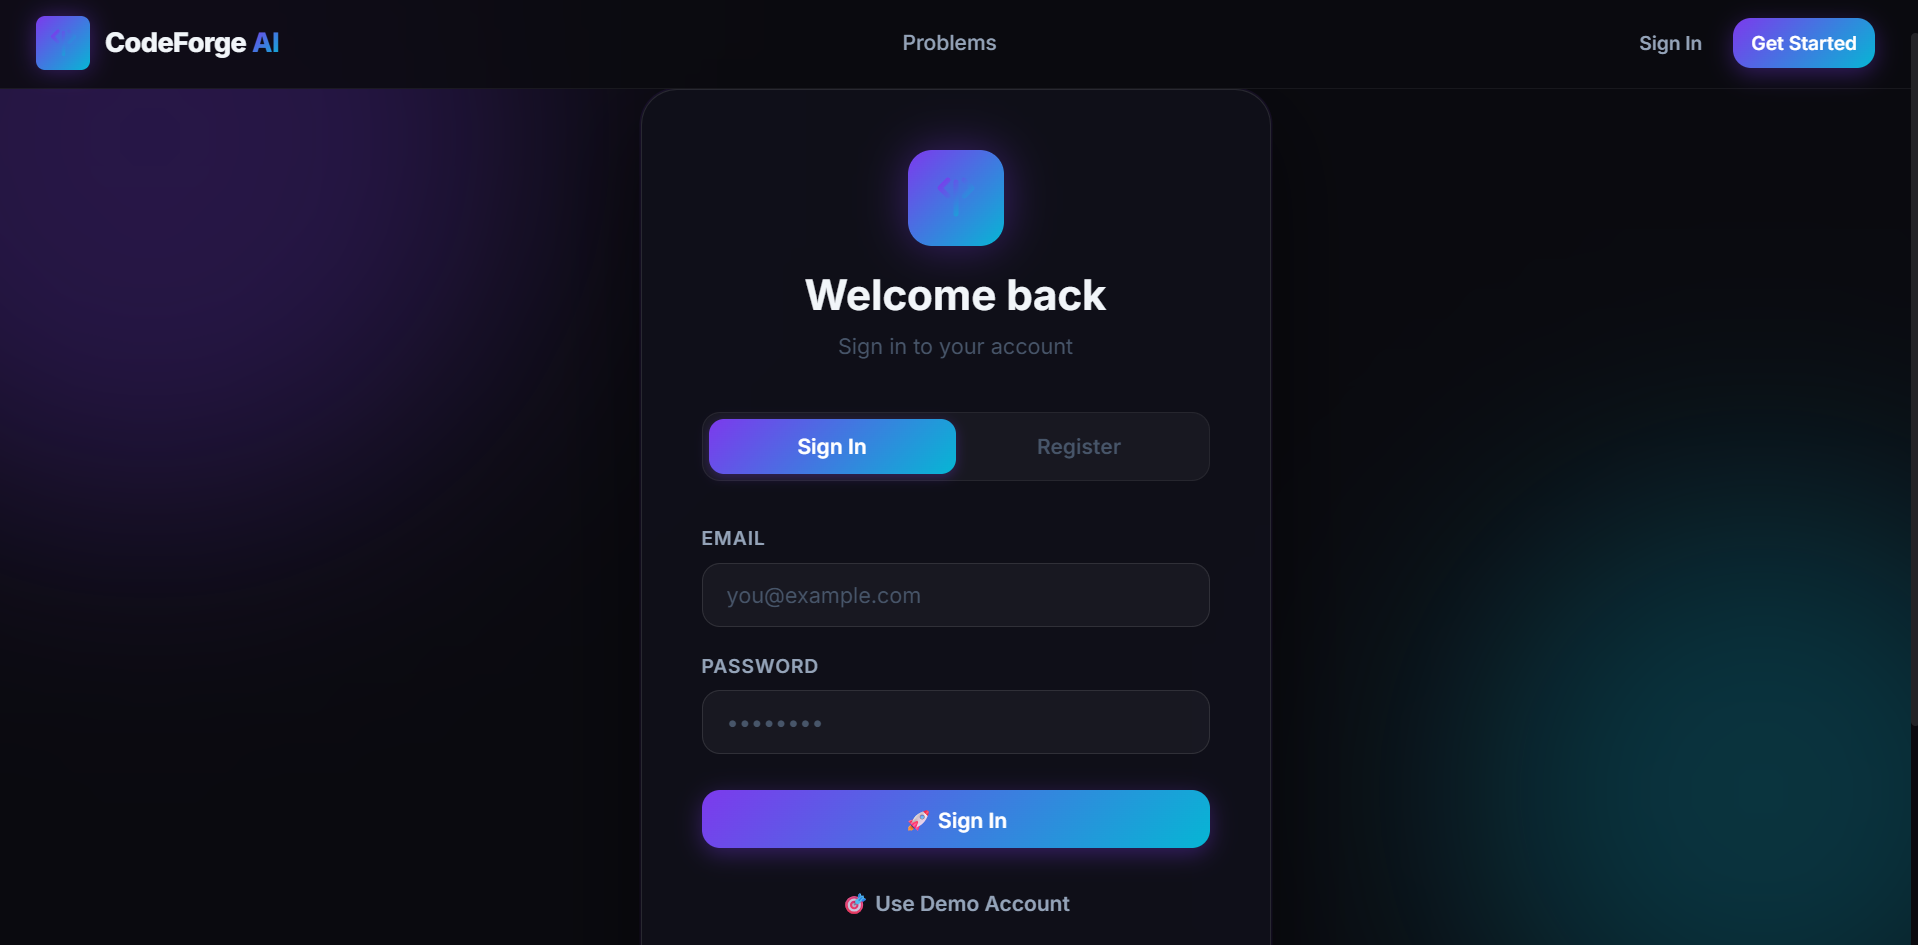 CodeForge AI
Problems
Sign In
Get Started
Welcome back
Sign in to your account
Sign In
Register
EMAIL
you@example.com
PASSWORD
••••••••
🚀 Sign In
🎯 Use Demo Account